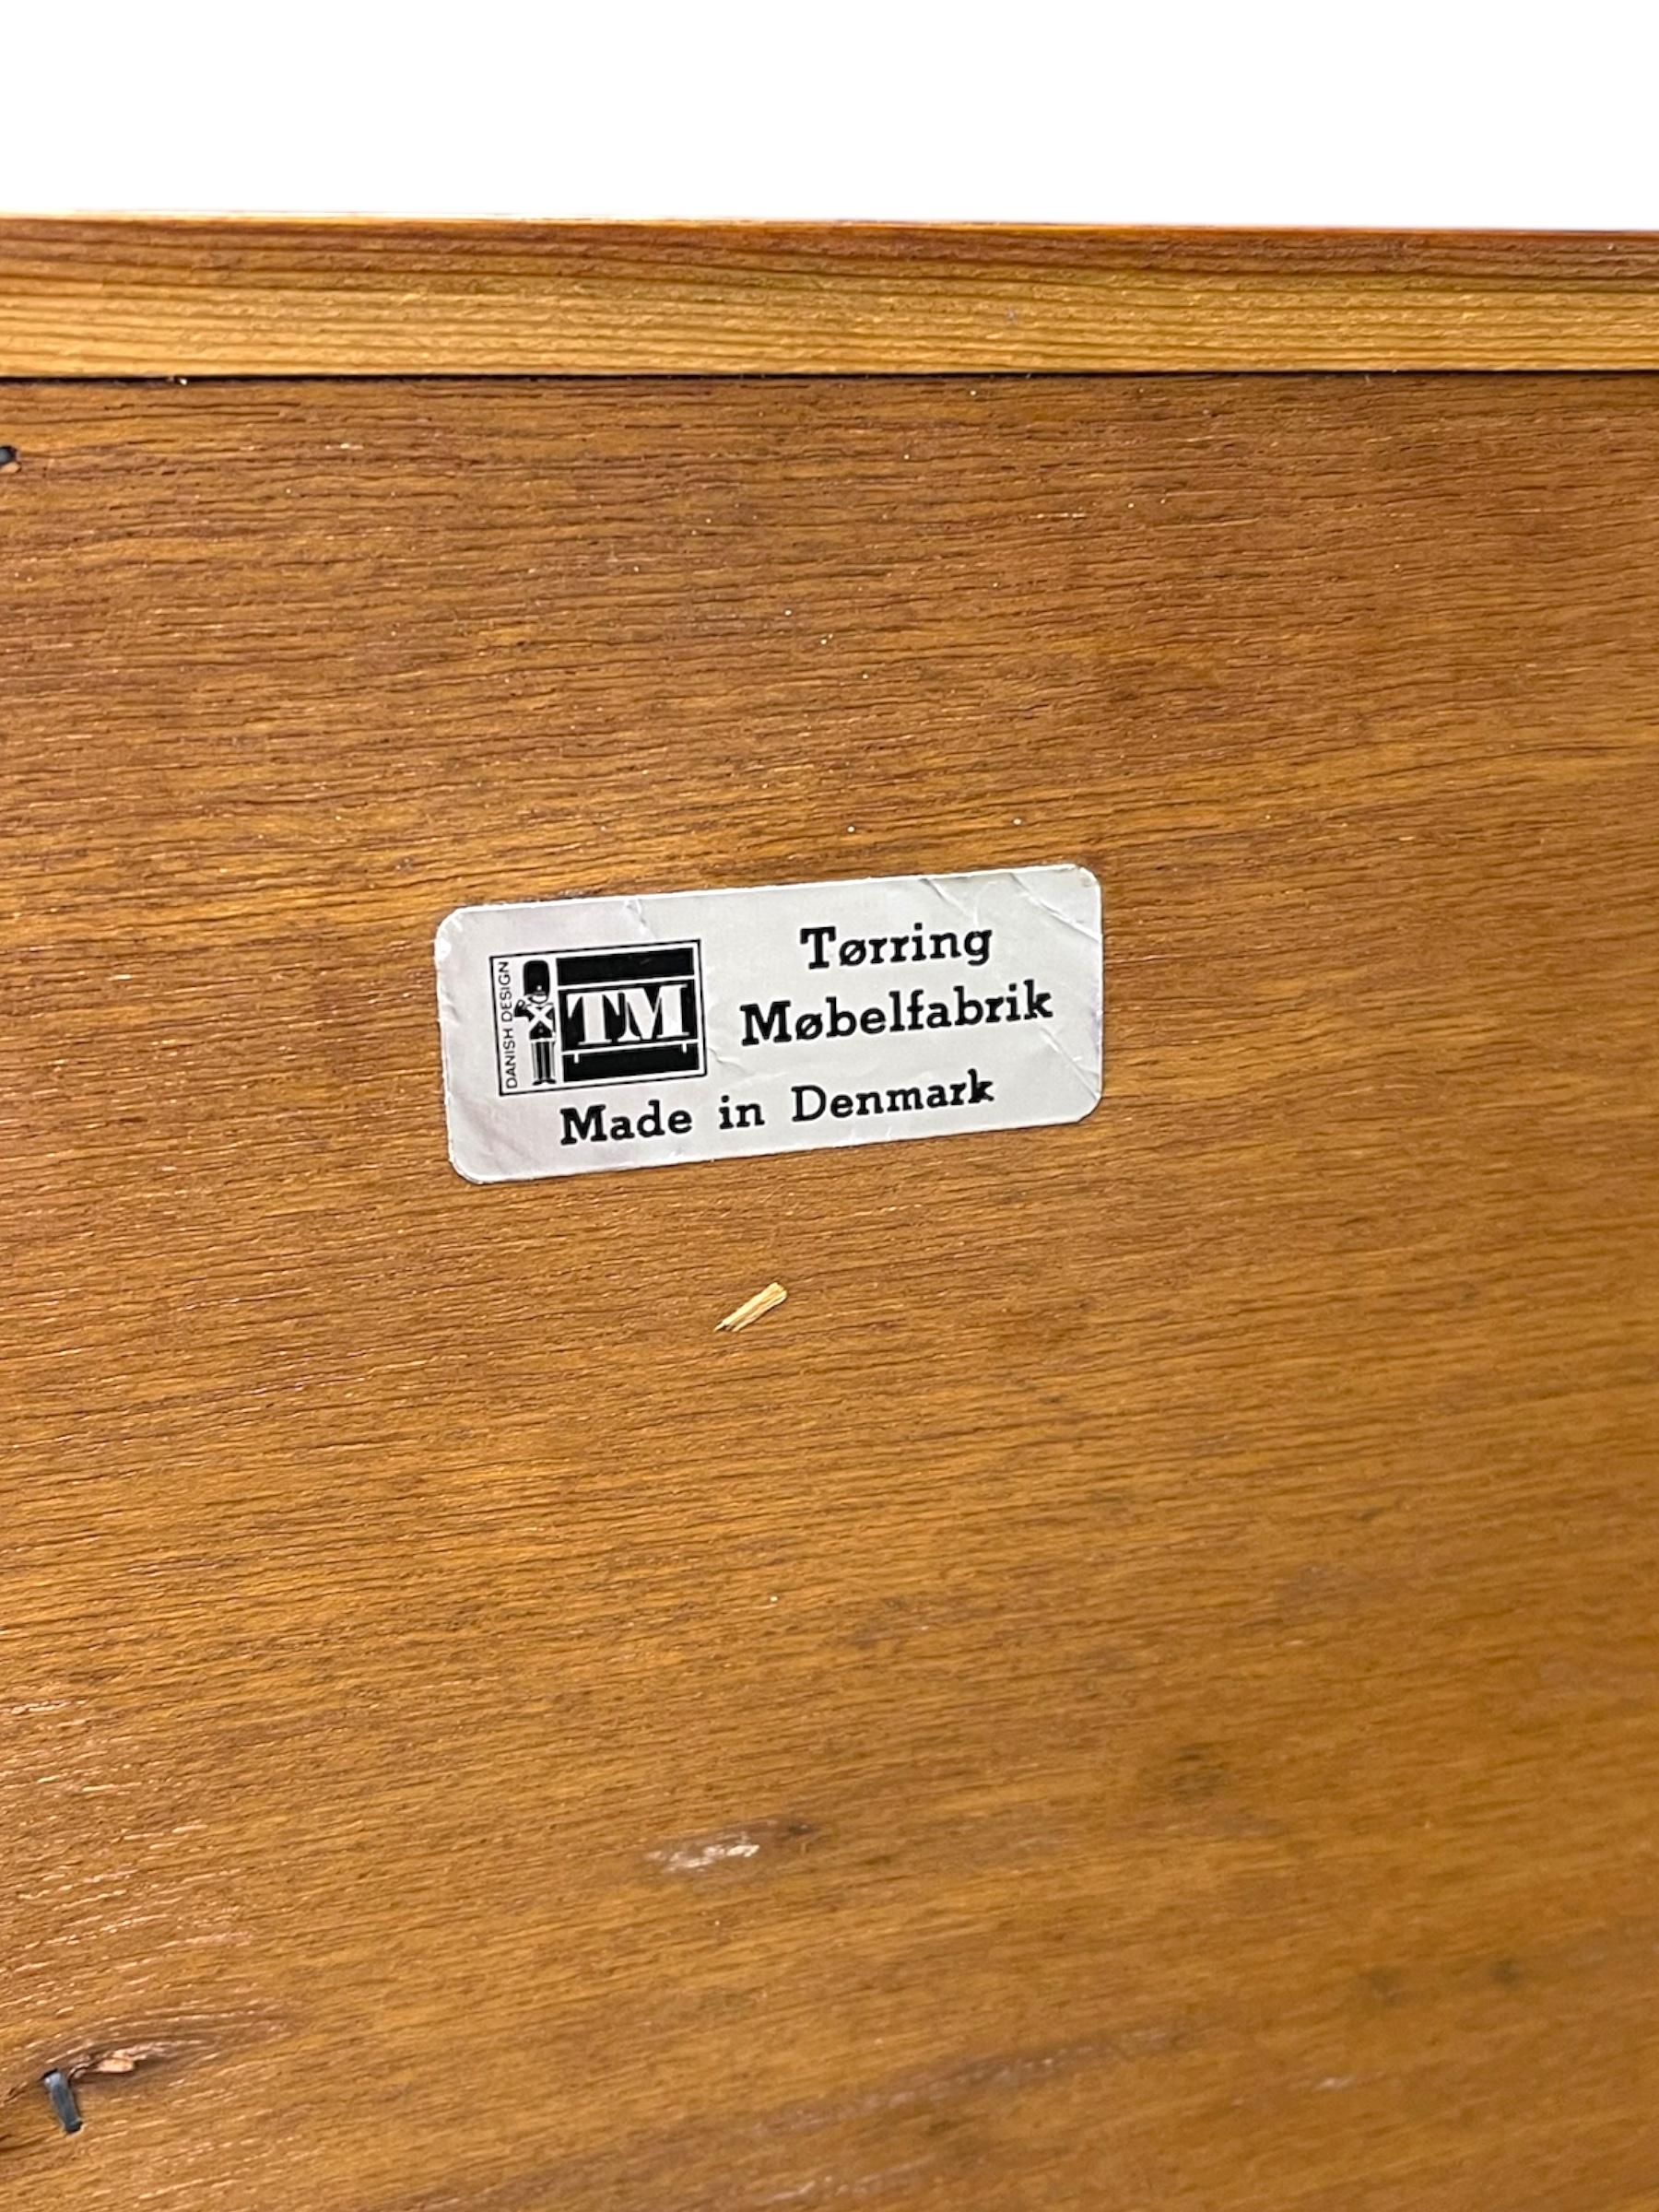 DANISH DESIGN
TM
Tørring
Møbelfabrik
Made in Denmark